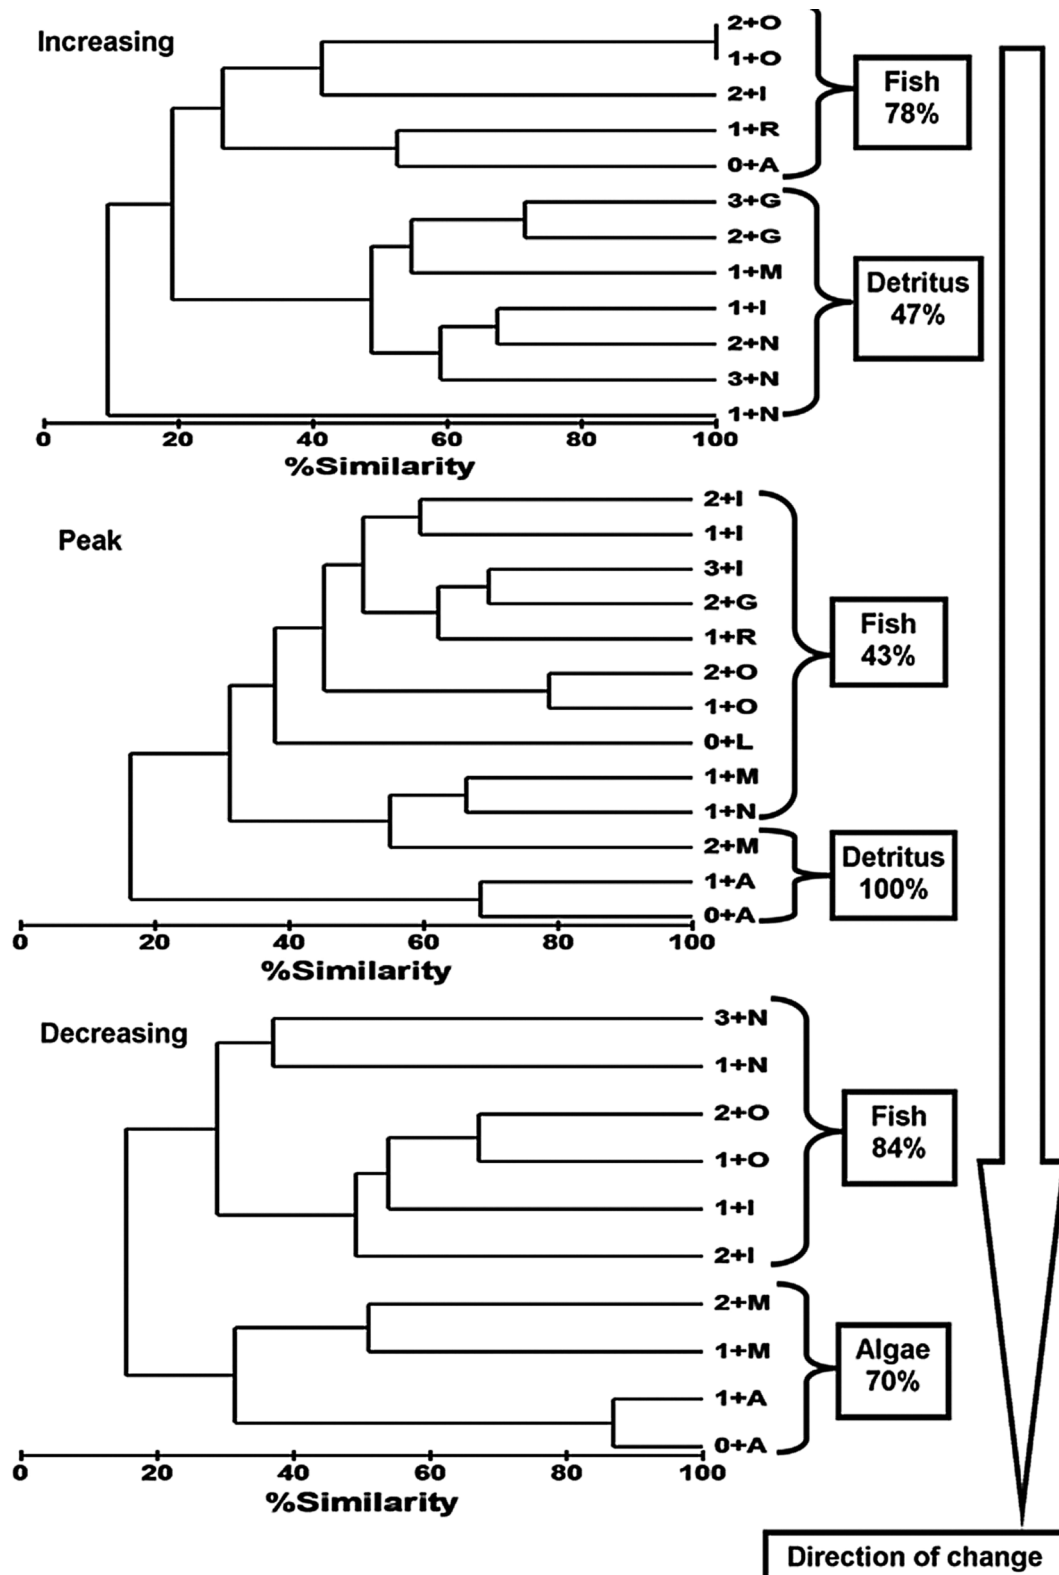 Increasing
2+O
1+O
2+I
1+R
0+A
3+G
2+G
1+M
1+I
2+N
3+N
1+N
Fish
78%
Detritus
47%
0 20 40 60 80 100
%Similarity
Peak
2+I
1+I
3+I
2+G
1+R
2+O
1+O
0+L
1+M
1+N
2+M
1+A
0+A
Fish
43%
Detritus
100%
0 20 40 60 80 100
%Similarity
Decreasing
3+N
1+N
2+O
1+O
1+I
2+I
2+M
1+M
1+A
0+A
Fish
84%
Algae
70%
0 20 40 60 80 100
%Similarity
Direction of change